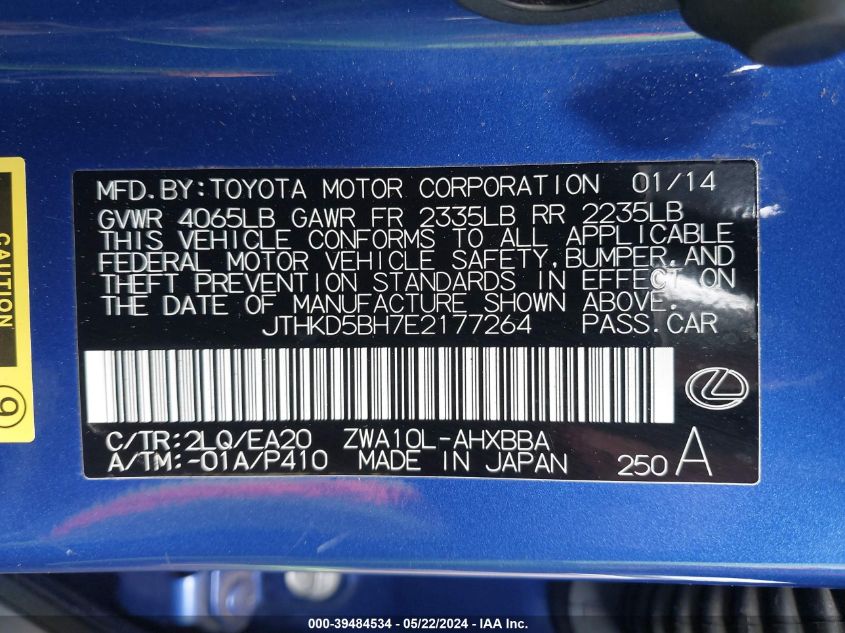 MFD.BY:TOYOTA MOTOR CORPORATION 01/14
GVWR 4065LB GAWR FR 2335LB RR 2235LB
THIS VEHICLE CONFORMS TO ALL APPLICABLE
FEDERAL MOTOR VEHICLE SAFETY,BUMPER,AND
THEFT PREVENTION STANDARDS IN EFFECT ON
THE DATE OF MANUFACTURE SHOWN ABOVE.
JTHKD5BH7E2177264 PASS.CAR
C/TR:2LQ/EA20 ZWA10L-AHXBBA
A/TM:-01A/P410 MADE IN JAPAN 250 A
CAUTION
9
000-39484534 - 05/22/2024 - IAA Inc.